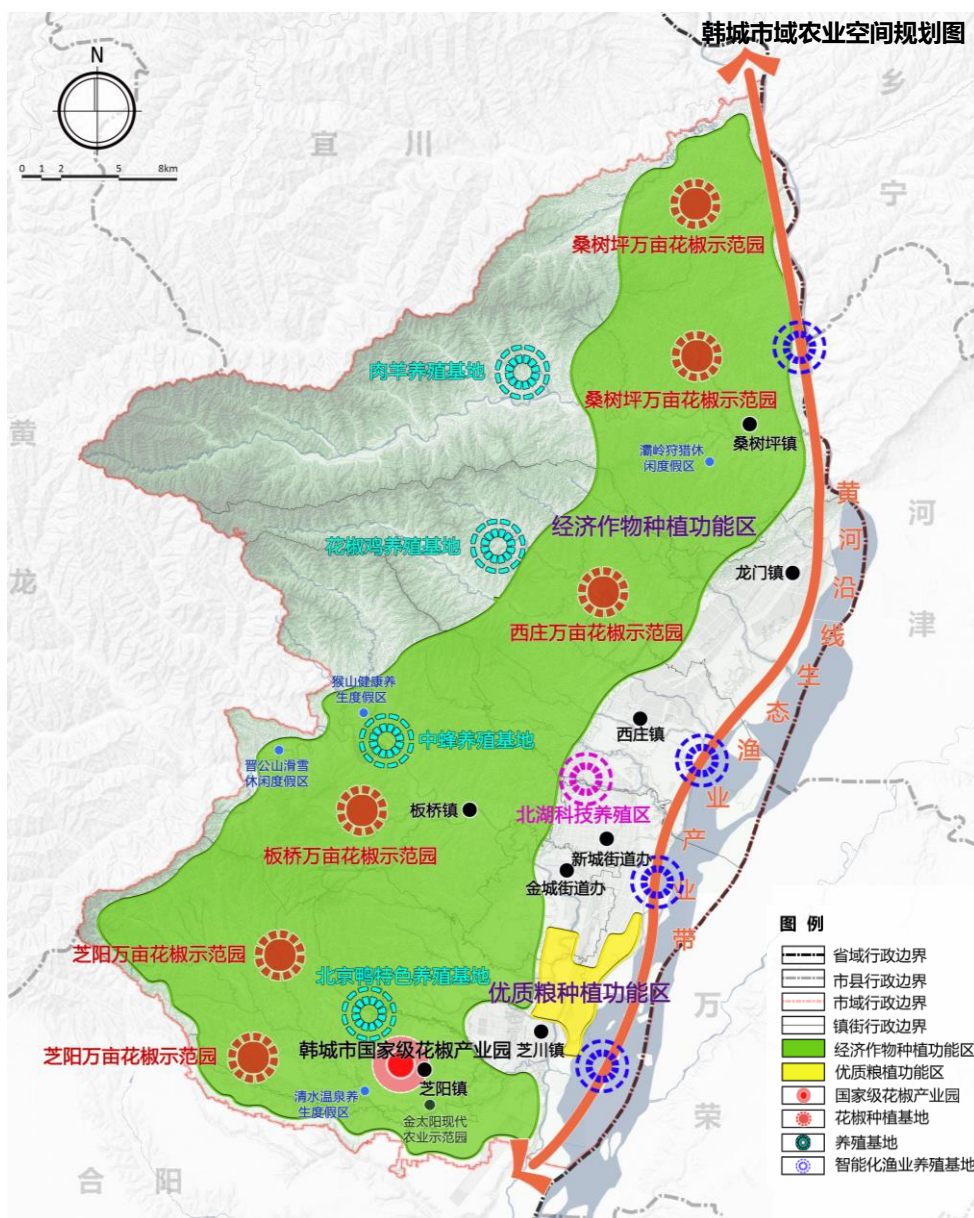 韩城市域农业空间规划图
N
0 1 2 5 8km
乡
宁
宜 川
桑树坪万亩花椒示范园
肉羊养殖基地
桑树坪万亩花椒示范园
桑树坪镇
黄
龙
灞岭狩猎休
闲度假区
河
津
经济作物种植功能区
花椒鸡养殖基地
龙门镇
黄河沿线生态渔业产业带
西庄万亩花椒示范园
猴山健康养
生度假区
西庄镇
中蜂养殖基地
晋公山滑雪
休闲度假区
板桥镇
北湖科技养殖区
新城街道办
板桥万亩花椒示范园
金城街道办
芝阳万亩花椒示范园
北京鸭特色养殖基地
优质粮种植功能区
万
荣
芝川镇
韩城市国家级花椒产业园
芝阳万亩花椒示范园
芝阳镇
清水温泉养
生度假区
金太阳现代
农业示范园
合 阳
图 例
省域行政边界
市县行政边界
市域行政边界
镇街行政边界
经济作物种植功能区
优质粮植功能区
国家级花椒产业园
花椒种植基地
养殖基地
智能化渔业养殖基地